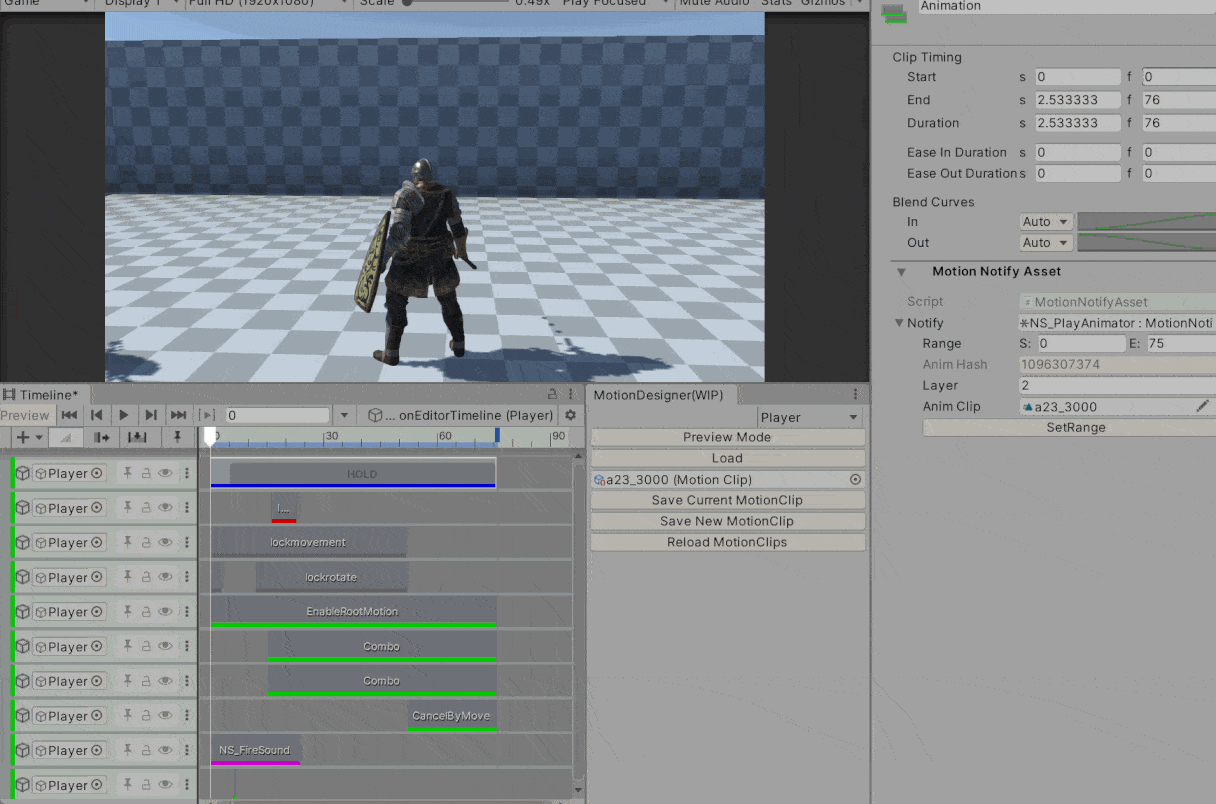 Game Display 1 Full HD (1920x1080) Scale 0.49x Play Focused Mute Audio Stats Gizmos
Animation
Clip Timing
Start s 0 f 0
End s 2.533333 f 76
Duration s 2.533333 f 76
Ease In Duration s 0 f 0
Ease Out Duration s 0 f 0
Blend Curves
In Auto
Out Auto
Motion Notify Asset
Script MotionNotifyAsset
Notify NS_PlayAnimator : MotionNoti
Range S: 0 E: 75
Anim Hash 1096307374
Layer 2
Anim Clip a23_3000
SetRange
Timeline*
Preview 0 ... onEditorTimeline (Player)
0 30 60 90
Player HOLD
Player I...
Player lockmovement
Player lockrotate
Player EnableRootMotion
Player Combo
Player Combo
Player CancelByMove
Player NS_FireSound
Player
MotionDesigner(WIP)
Player
Preview Mode
Load
a23_3000 (Motion Clip)
Save Current MotionClip
Save New MotionClip
Reload MotionClips